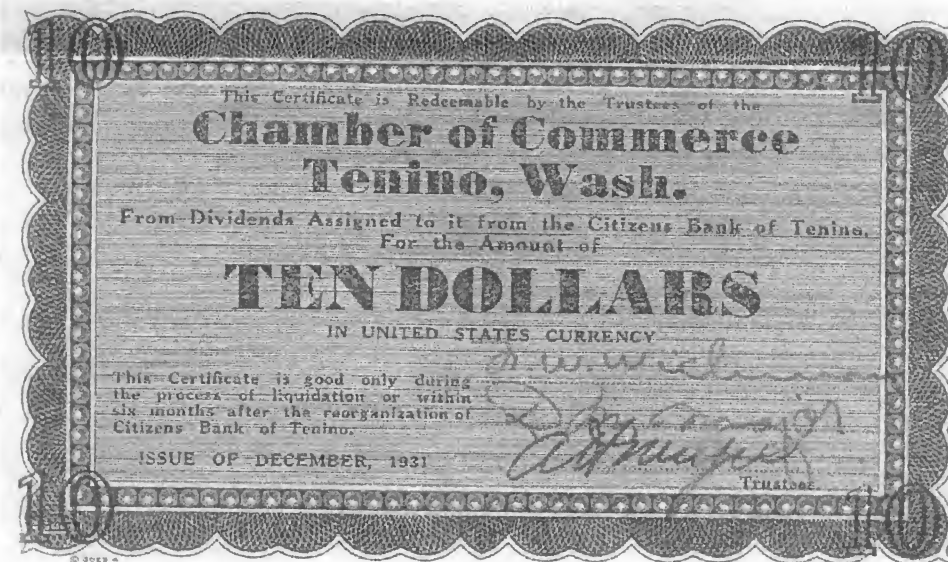 10 10
This Certificate is Redeemable by the Trustees of the
Chamber of Commerce
Tenino, Wash.
From Dividends Assigned to it from the Citizens Bank of Tenino,
For the Amount of
TEN DOLLARS
IN UNITED STATES CURRENCY
This Certificate is good only during
the process of liquidation or within
six months after the reorganization of
Citizens Bank of Tenino.
ISSUE OF DECEMBER, 1931
Trustees.
10 10